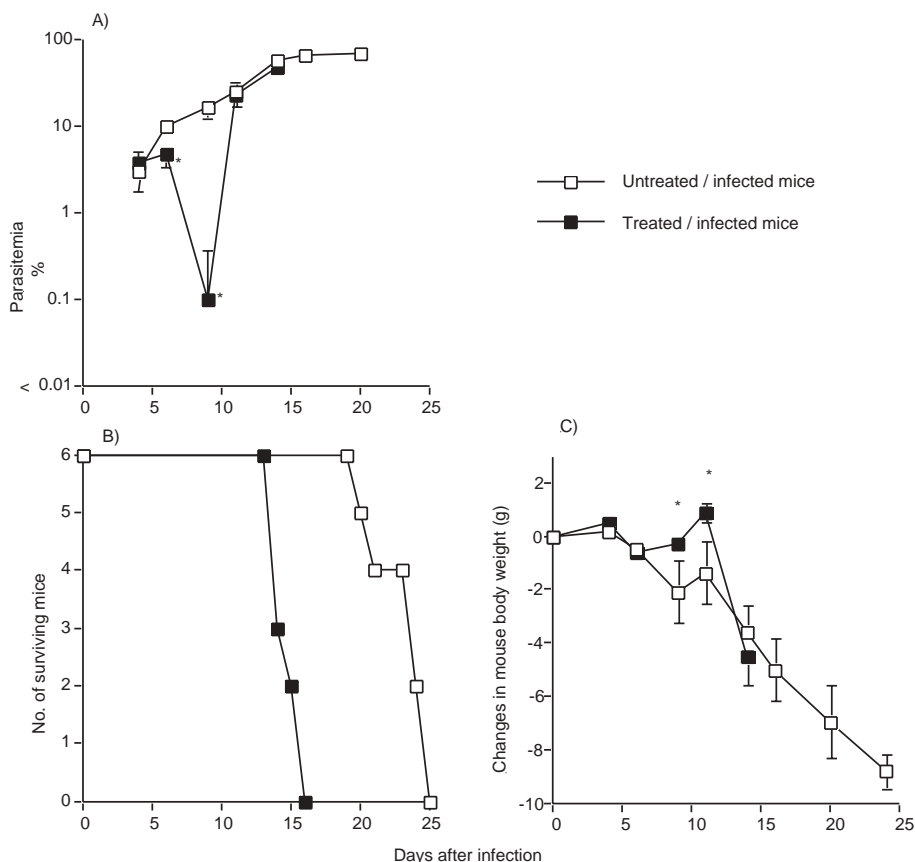 A)
100
10
1
0.1
^ 0.01
Parasitemia
%
0 5 10 15 20 25
Untreated / infected mice
Treated / infected mice
*
*
B)
6
5
4
3
2
1
0
No. of surviving mice
0 5 10 15 20 25
C)
2
0
-2
-4
-6
-8
-10
Changes in mouse body weight (g)
* *
0 5 10 15 20 25
Days after infection